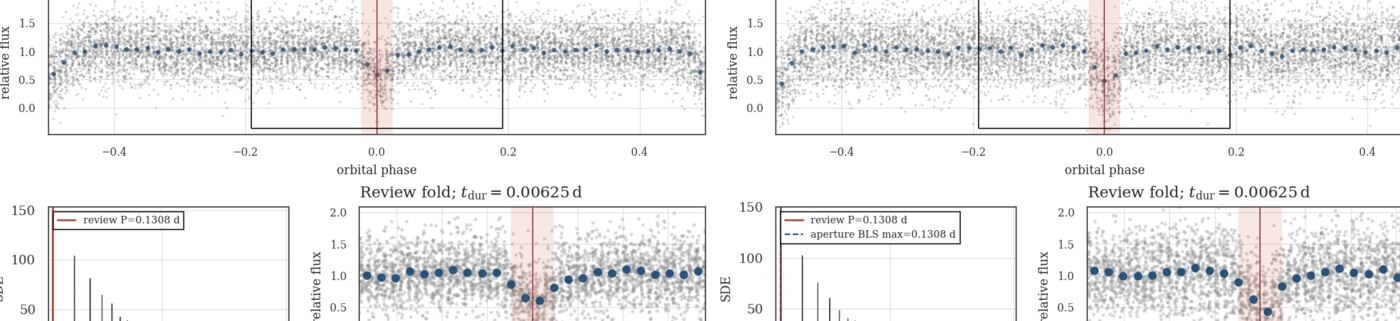 1.5
1.0
0.5
0.0
relative flux
−0.4
−0.2
0.0
0.2
0.4
orbital phase
1.5
1.0
0.5
0.0
relative flux
−0.4
−0.2
0.0
0.2
0.4
orbital phase
150
100
50
SDE
review P=0.1308 d
Review fold; tdur = 0.00625 d
2.0
1.5
1.0
0.5
relative flux
150
100
50
SDE
review P=0.1308 d
aperture BLS max=0.1308 d
Review fold; tdur = 0.00625 d
2.0
1.5
1.0
0.5
relative flux